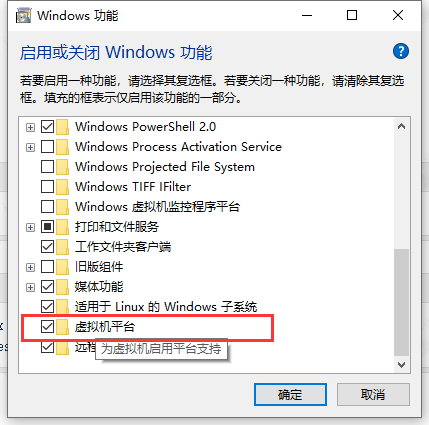 Windows 功能
启用或关闭 Windows 功能
若要启用一种功能，请选择其复选框。若要关闭一种功能，请清除其复选
框。填充的框表示仅启用该功能的一部分。
Windows PowerShell 2.0
Windows Process Activation Service
Windows Projected File System
Windows TIFF IFilter
Windows 虚拟机监控程序平台
打印和文件服务
工作文件夹客户端
旧版组件
媒体功能
适用于 Linux 的 Windows 子系统
虚拟机平台
远程
为虚拟机启用平台支持
确定
取消